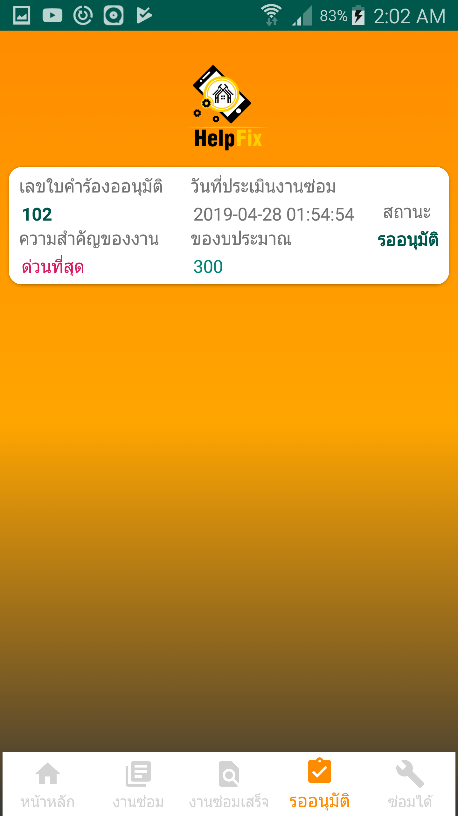 83% 2:02 AM
HelpFix
เลขใบคำร้องออนุมัติ วันที่ประเมินงานซ่อม
102 2019-04-28 01:54:54 สถานะ
ความสำคัญของงาน ของบประมาณ รออนุมัติ
ด่วนที่สุด 300
หน้าหลัก งานซ่อม งานซ่อมเสร็จ รออนุมัติ ซ่อมได้